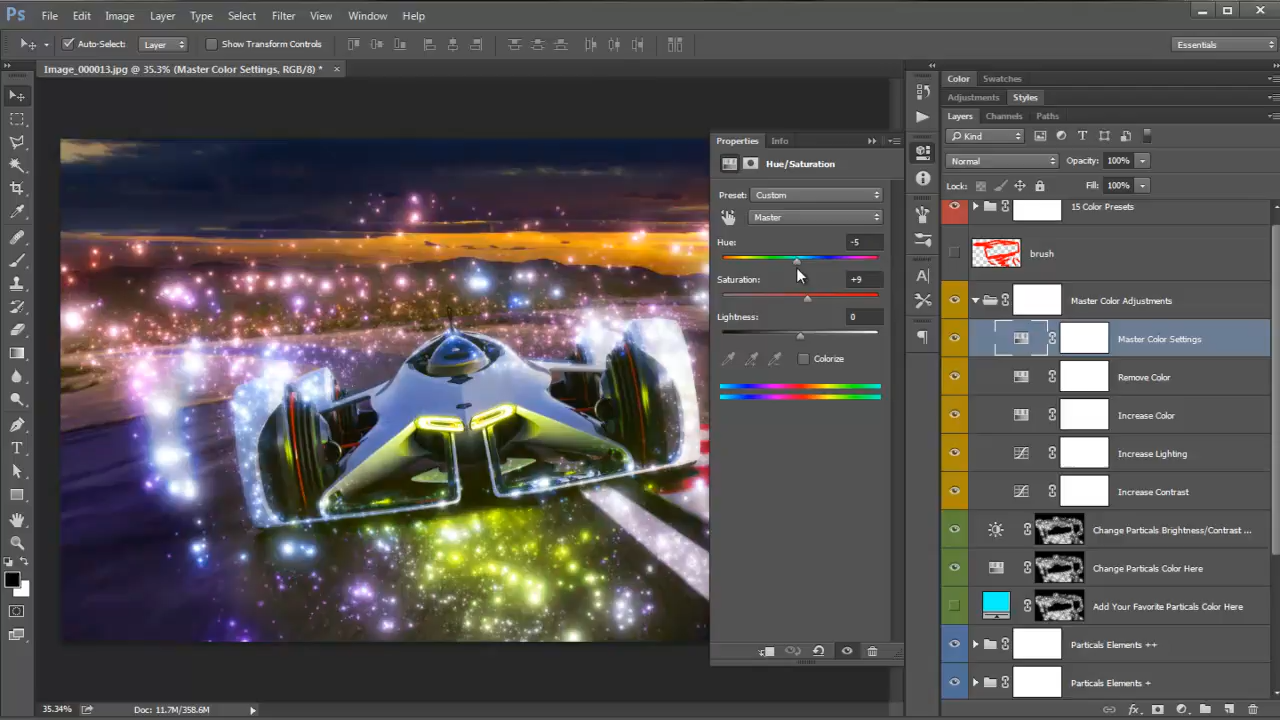 Ps File Edit Image Layer Type Select Filter View Window Help
Auto-Select: Layer Show Transform Controls Essentials
Image_000013.jpg @ 35.3% (Master Color Settings, RGB/8) * ×
Color Swatches
Adjustments Styles
Layers Channels Paths
Kind T
Normal Opacity: 100%
Lock: Fill: 100%
15 Color Presets
brush
Master Color Adjustments
Master Color Settings
Remove Color
Increase Color
Increase Lighting
Increase Contrast
Change Particals Brightness/Contrast ...
Change Particals Color Here
Add Your Favorite Particals Color Here
Particals Elements ++
Particals Elements +
fx
Properties Info
Hue/Saturation
Preset: Custom
Master
Hue: -5
Saturation: +9
Lightness: 0
Colorize
T
A
35.34% Doc: 11.7M/358.6M